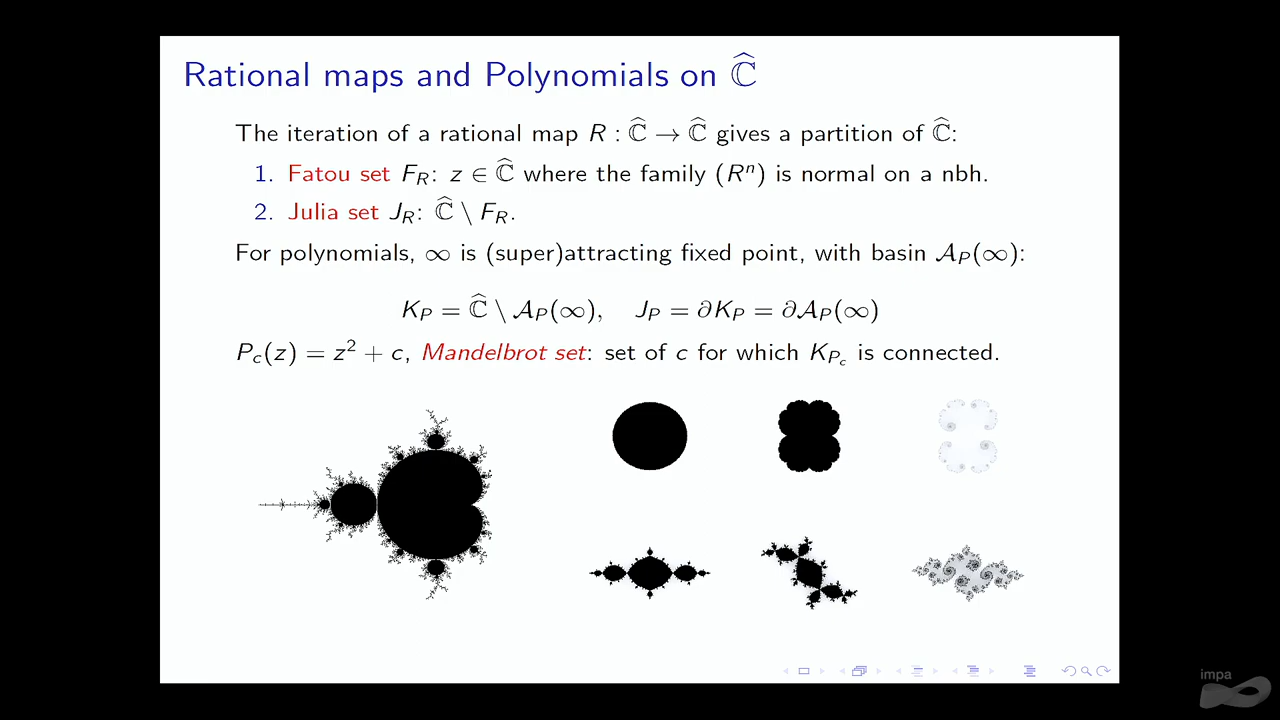 Rational maps and Polynomials on Ĉ
The iteration of a rational map R : Ĉ → Ĉ gives a partition of Ĉ:
1. Fatou set F_R: z ∈ Ĉ where the family (Rⁿ) is normal on a nbh.
2. Julia set J_R: Ĉ \ F_R.
For polynomials, ∞ is (super)attracting fixed point, with basin 𝒜_P(∞):
K_P = Ĉ \ 𝒜_P(∞), J_P = ∂K_P = ∂𝒜_P(∞)
P_c(z) = z² + c, Mandelbrot set: set of c for which K_{P_c} is connected.
impa